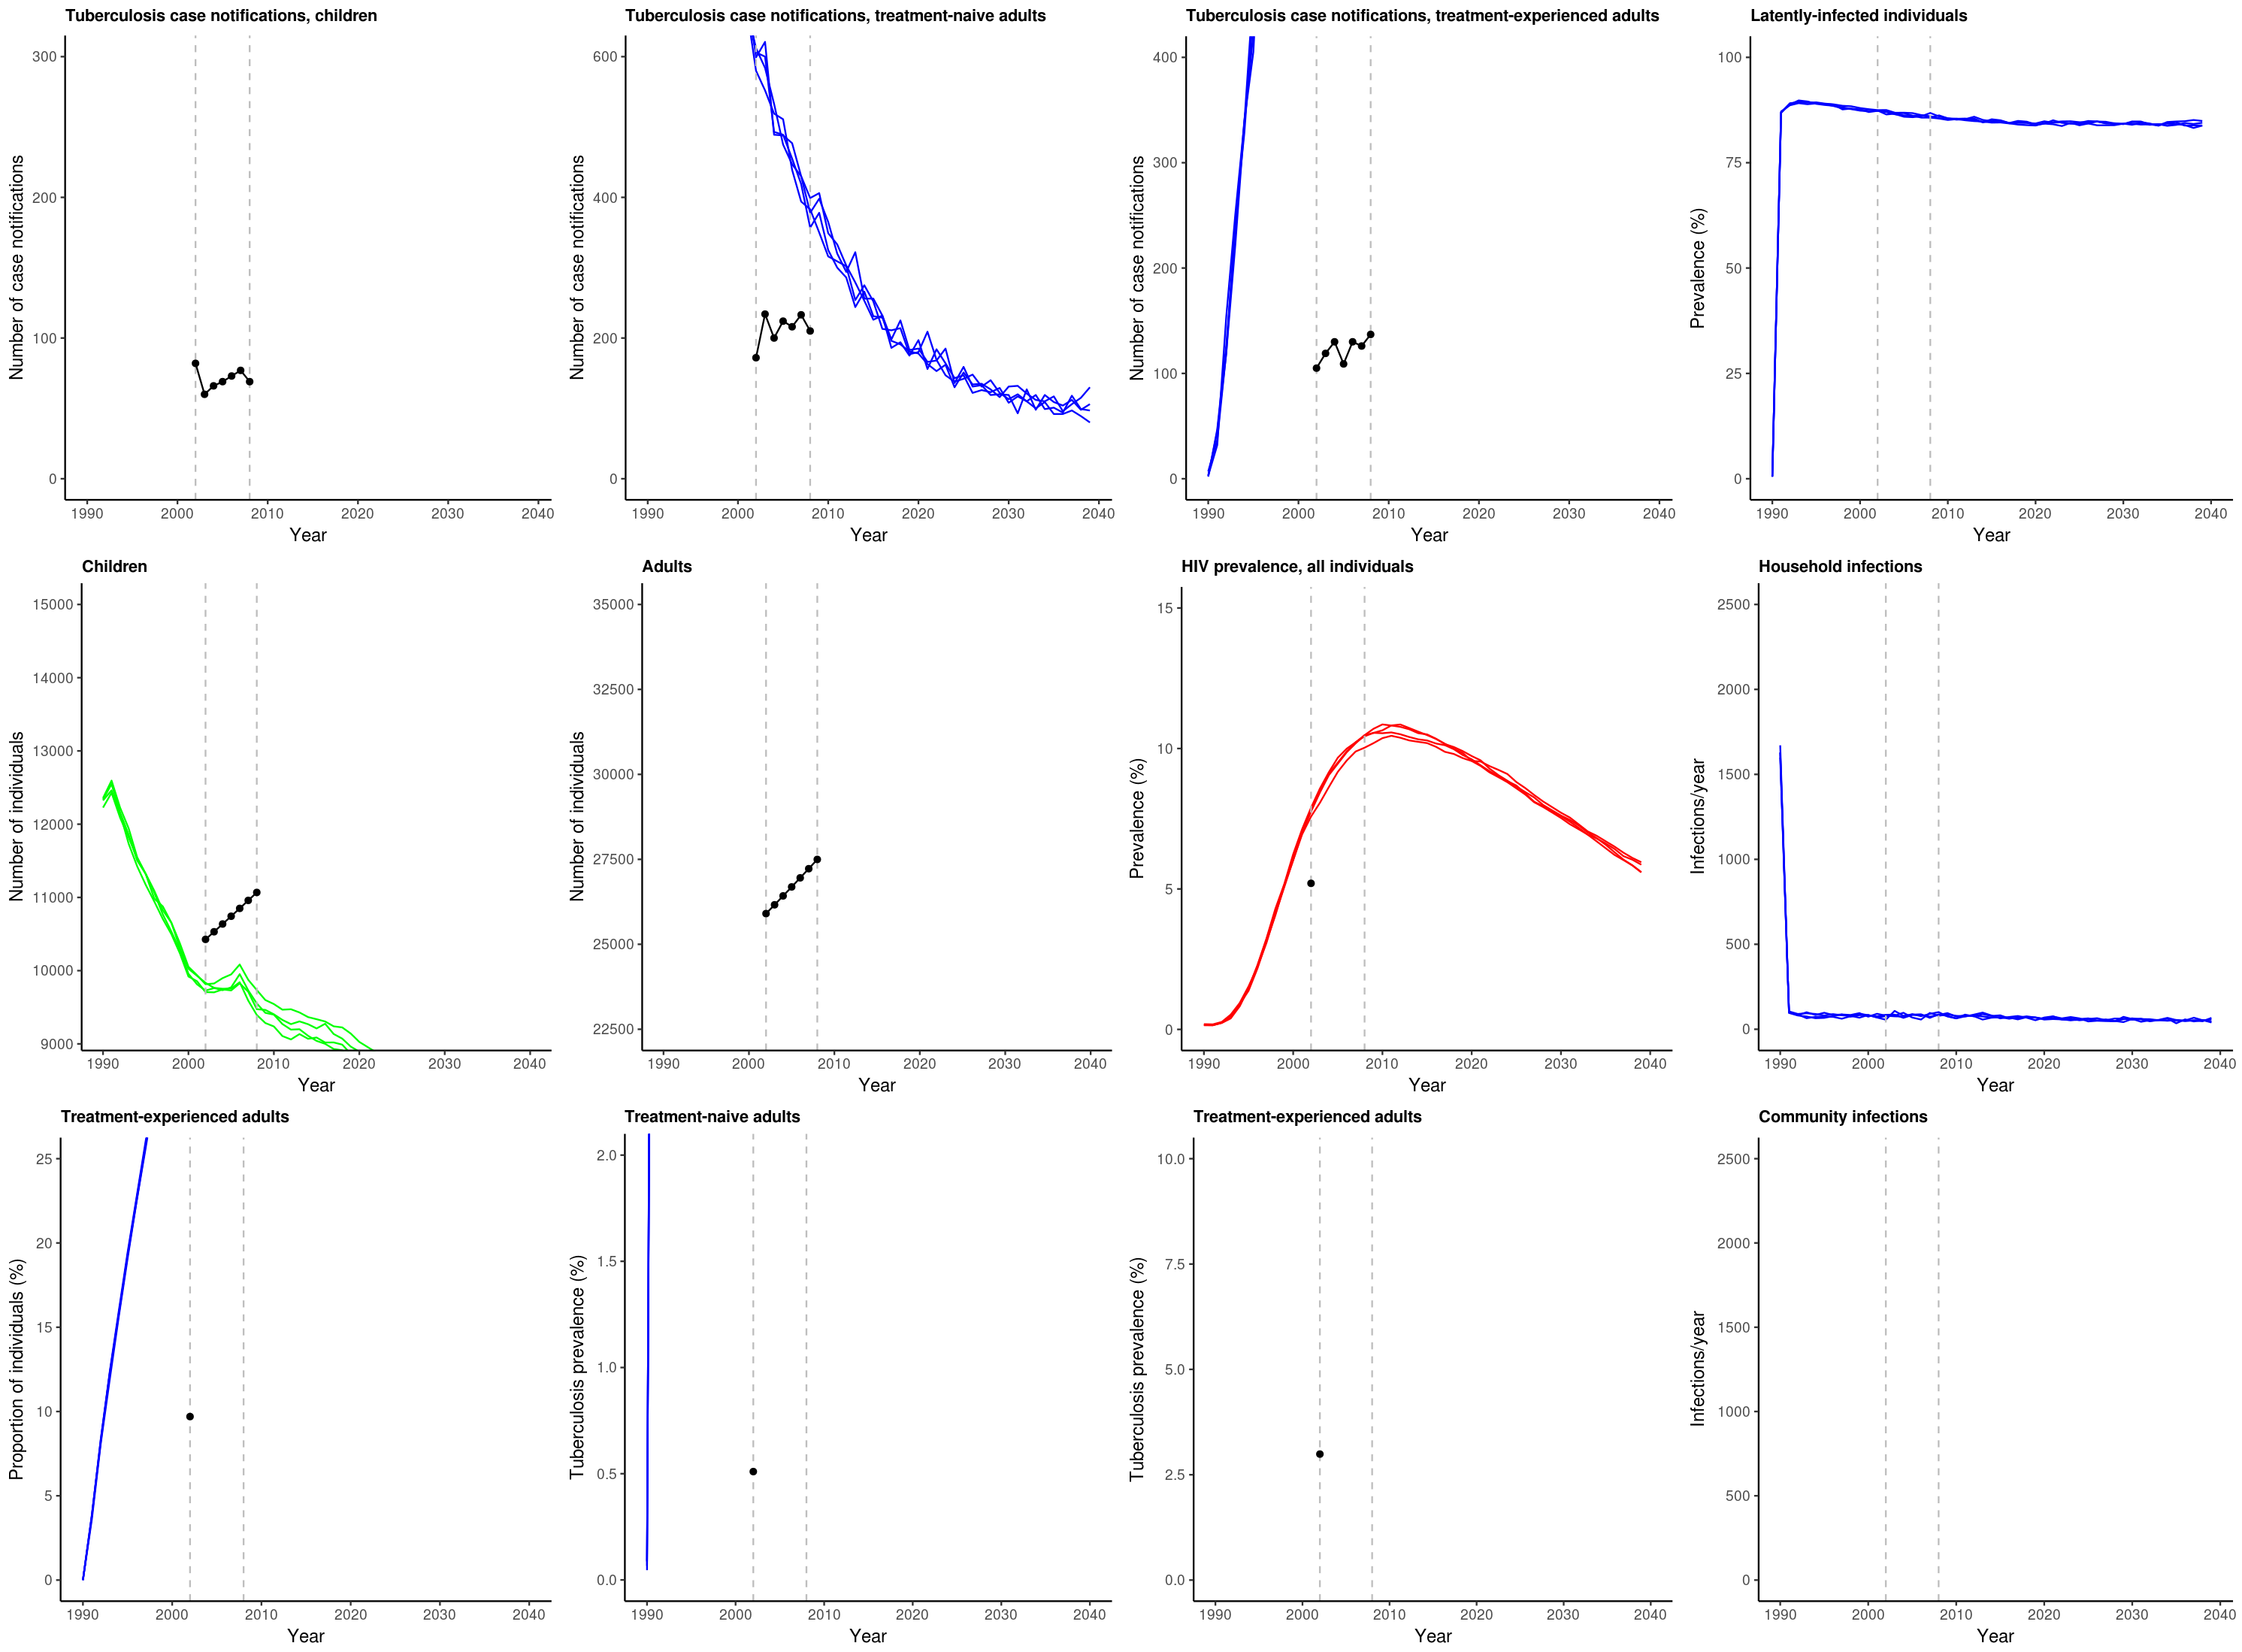 Tuberculosis case notifications, children
Number of case notifications
300
200
100
0
1990 2000 2010 2020 2030 2040
Year
Tuberculosis case notifications, treatment-naive adults
Number of case notifications
600
400
200
0
1990 2000 2010 2020 2030 2040
Year
Tuberculosis case notifications, treatment-experienced adults
Number of case notifications
400
300
200
100
0
1990 2000 2010 2020 2030 2040
Year
Latently-infected individuals
Prevalence (%)
100
75
50
25
0
1990 2000 2010 2020 2030 2040
Year
Children
Number of individuals
15000
14000
13000
12000
11000
10000
9000
1990 2000 2010 2020 2030 2040
Year
Adults
Number of individuals
35000
32500
30000
27500
25000
22500
1990 2000 2010 2020 2030 2040
Year
HIV prevalence, all individuals
Prevalence (%)
15
10
5
0
1990 2000 2010 2020 2030 2040
Year
Household infections
Infections/year
2500
2000
1500
1000
500
0
1990 2000 2010 2020 2030 2040
Year
Treatment-experienced adults
Proportion of individuals (%)
25
20
15
10
5
0
1990 2000 2010 2020 2030 2040
Year
Treatment-naive adults
Tuberculosis prevalence (%)
2.0
1.5
1.0
0.5
0.0
1990 2000 2010 2020 2030 2040
Year
Treatment-experienced adults
Tuberculosis prevalence (%)
10.0
7.5
5.0
2.5
0.0
1990 2000 2010 2020 2030 2040
Year
Community infections
Infections/year
2500
2000
1500
1000
500
0
1990 2000 2010 2020 2030 2040
Year